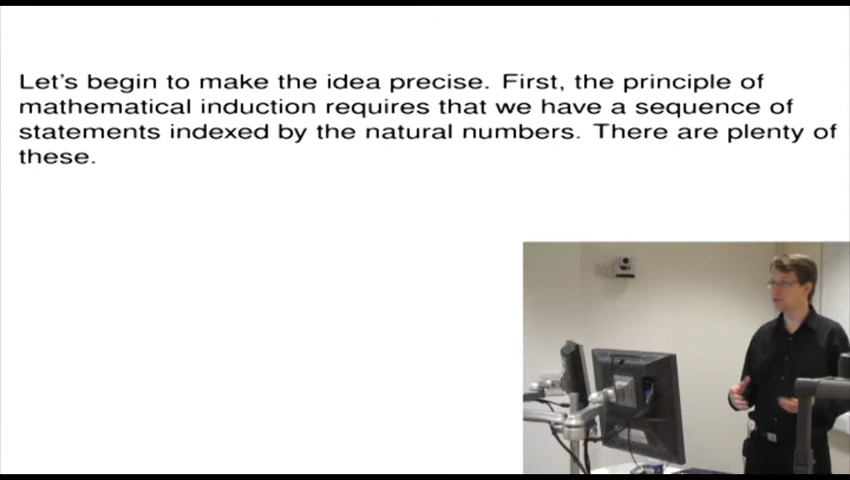 Let's begin to make the idea precise. First, the principle of
mathematical induction requires that we have a sequence of
statements indexed by the natural numbers. There are plenty of
these.